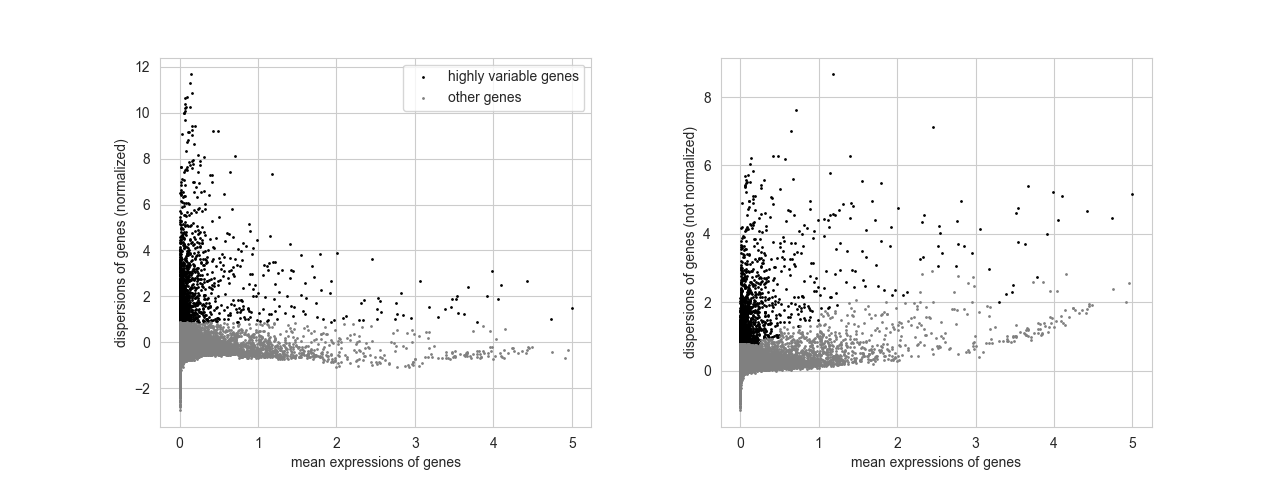 highly variable genes
other genes
dispersions of genes (normalized)
12
10
8
6
4
2
0
−2
0 1 2 3 4 5
mean expressions of genes
dispersions of genes (not normalized)
8
6
4
2
0
0 1 2 3 4 5
mean expressions of genes